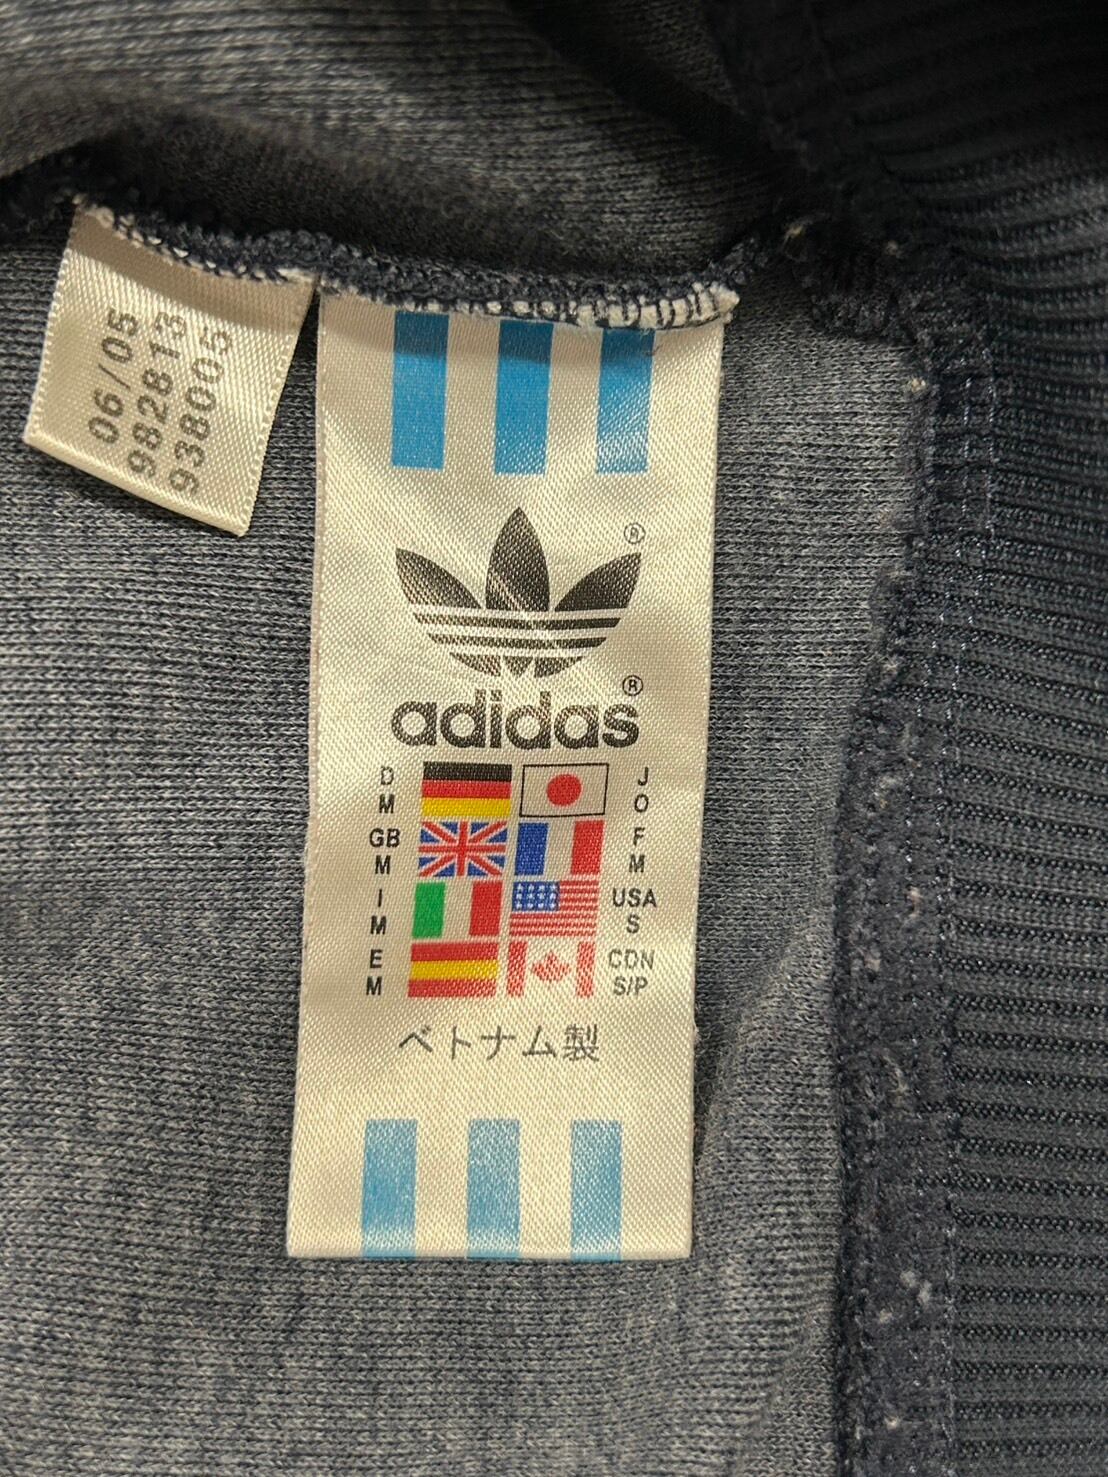 06/05
982813
938005
®
adidas®
D
M
J
O
GB
M
F
M
I
M
USA
S
E
M
CDN
S/P
ベトナム製